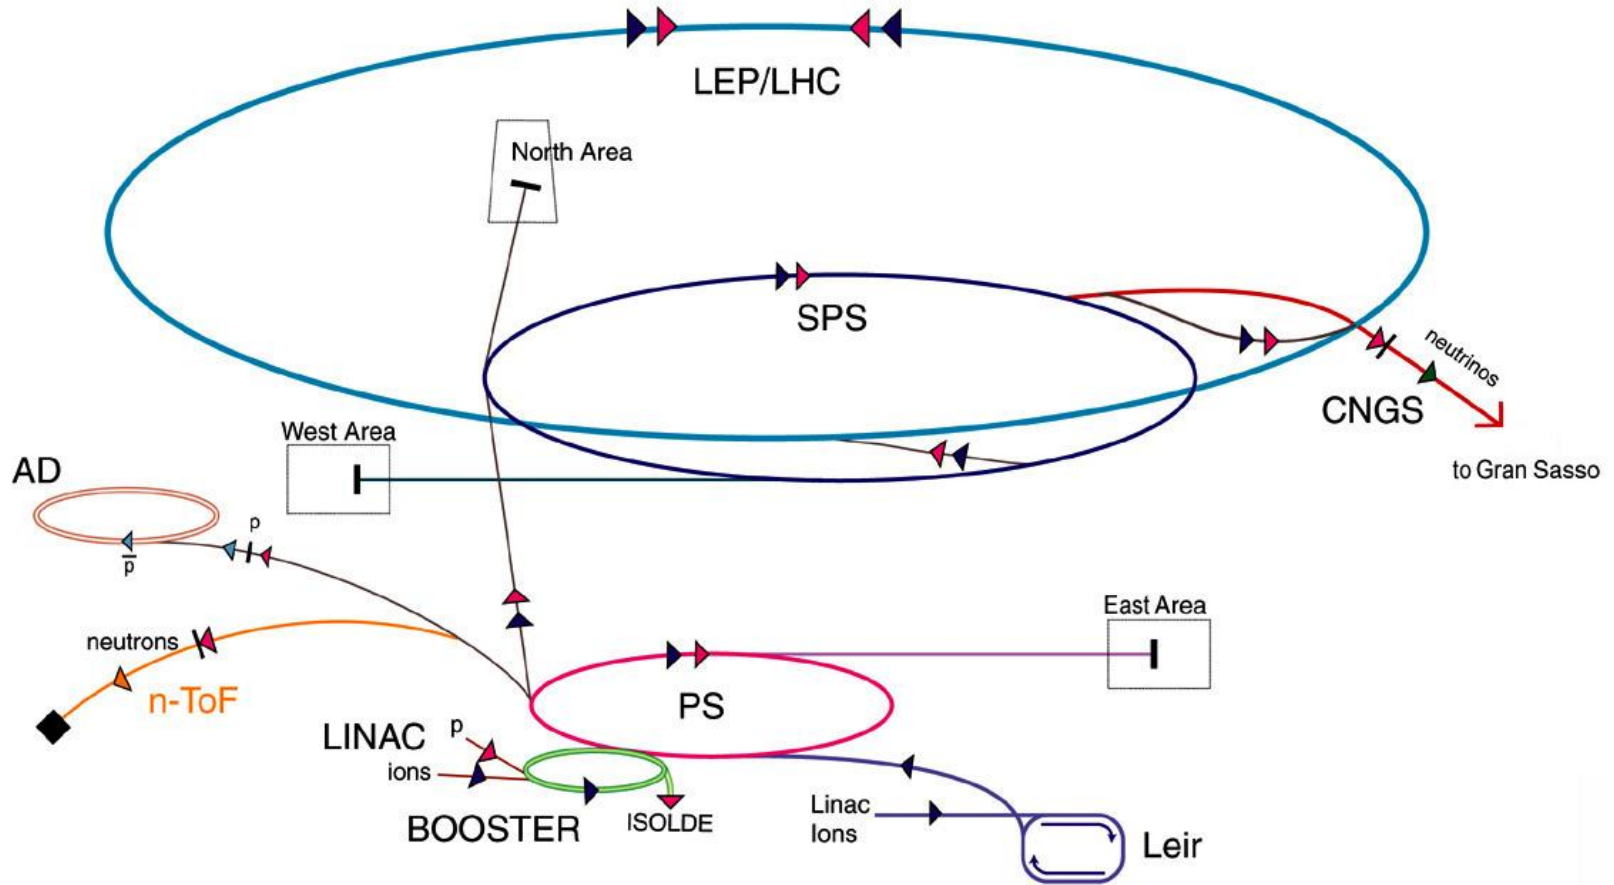 LEP/LHC
North Area
SPS
neutrinos
CNGS
West Area
to Gran Sasso
AD
p
p̅
East Area
neutrons
n-ToF
PS
LINAC
p
ions
BOOSTER
ISOLDE
Linac
Ions
Leir